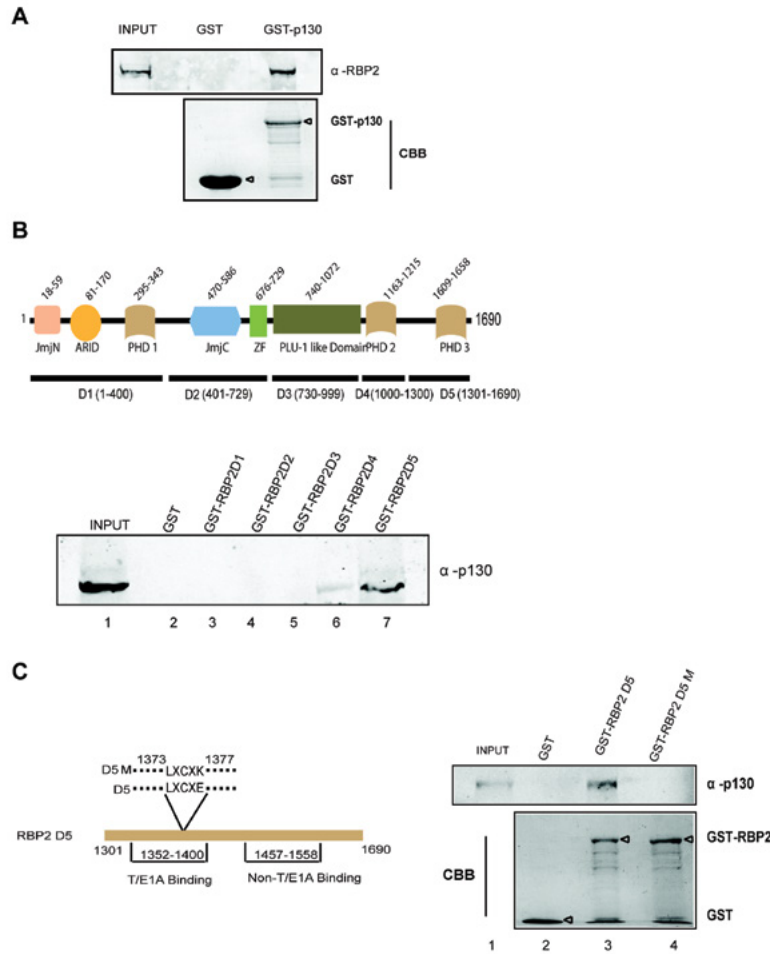 A
INPUT GST GST-p130
α -RBP2
GST-p130
CBB
GST
B
18-59 81-170 295-343 470-586 676-729 740-1072 1163-1215 1609-1658
1 1690
JmjN ARID PHD 1 JmjC ZF PLU-1 like Domain PHD 2 PHD 3
D1 (1-400) D2 (401-729) D3 (730-999) D4(1000-1300) D5 (1301-1690)
INPUT GST GST-RBP2D1 GST-RBP2D2 GST-RBP2D3 GST-RBP2D4 GST-RBP2D5
α -p130
1 2 3 4 5 6 7
C
1373 1377
D5 M LXCXK
D5 LXCXE
RBP2 D5
1301 1352-1400 1457-1558 1690
T/E1A Binding Non-T/E1A Binding
INPUT GST GST-RBP2 D5 GST-RBP2 D5 M
α -p130
GST-RBP2
CBB
GST
1 2 3 4